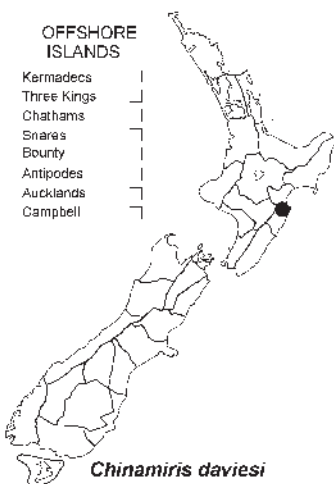 OFFSHORE
ISLANDS
Kermadecs
Three Kings
Chathams
Snares
Bounty
Antipodes
Aucklands
Campbell
Chinamiris daviesi